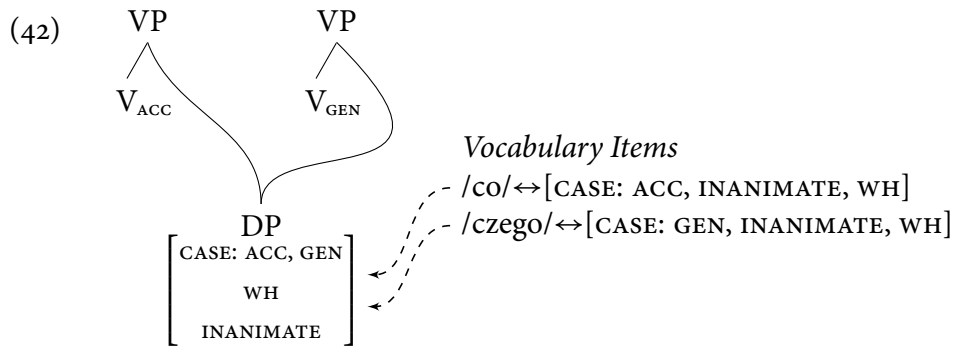 (42) VP VP
V_ACC V_GEN
Vocabulary Items
/co/↔[CASE: ACC, INANIMATE, WH]
/czego/↔[CASE: GEN, INANIMATE, WH]
DP
CASE: ACC, GEN
WH
INANIMATE